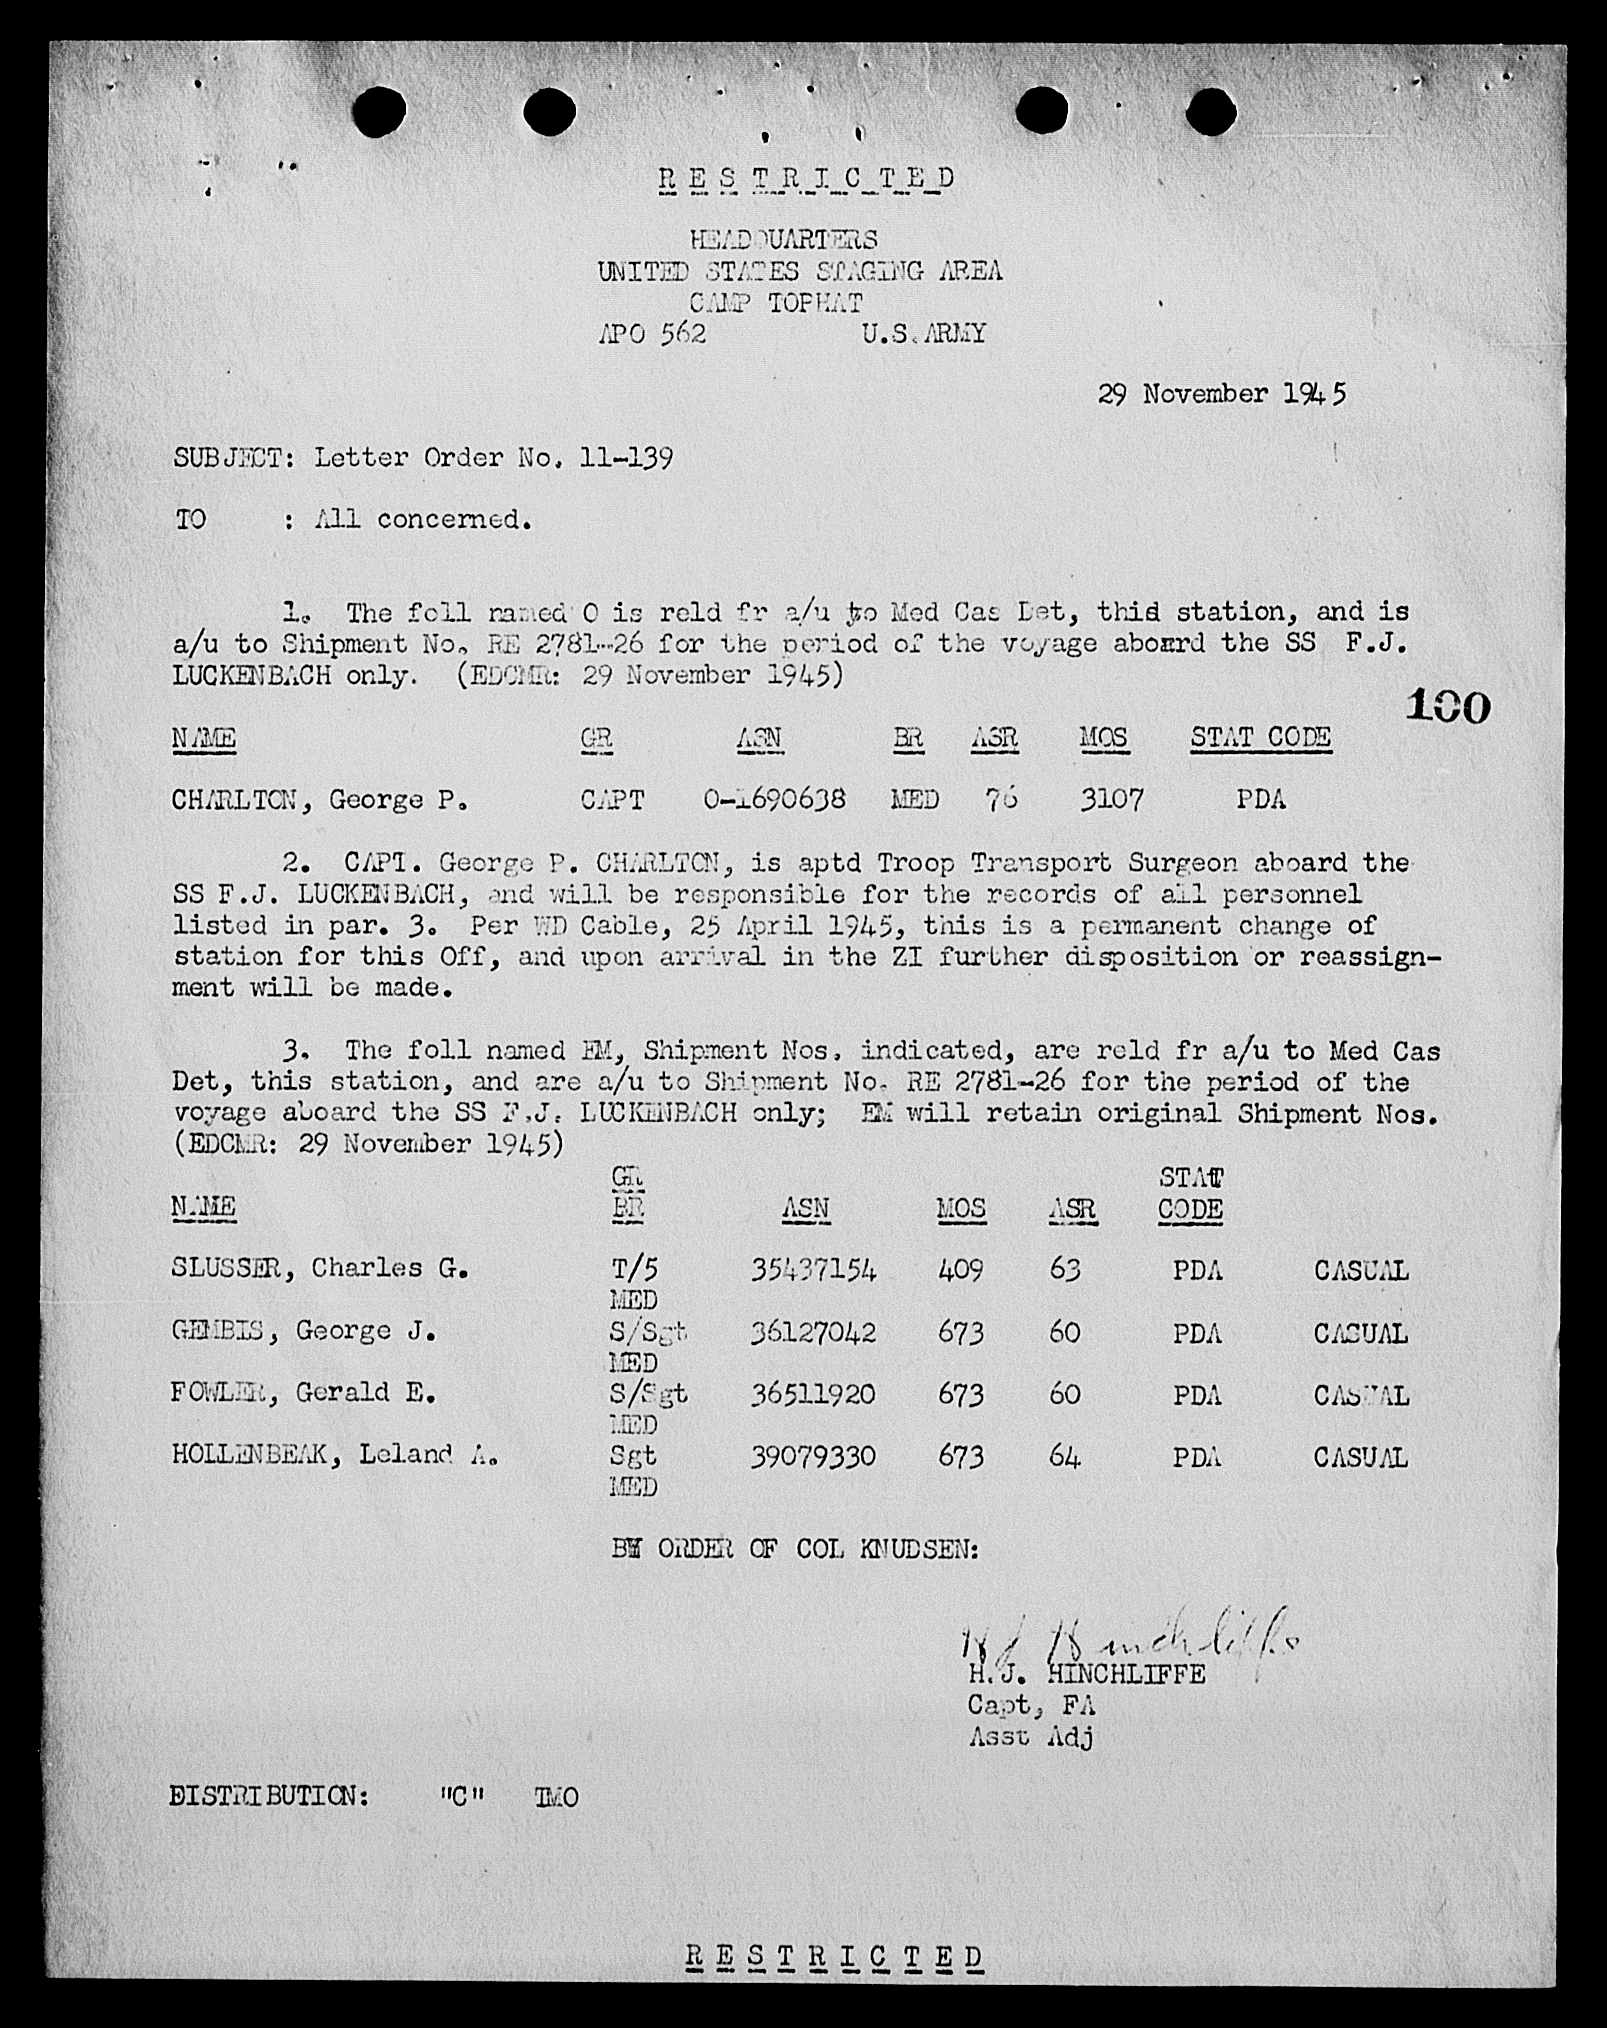 RESTRICTED
HEADQUARTERS
UNITED STATES STAGING AREA
CAMP TOPHAT
APO 562 U.S. ARMY
29 November 1945
SUBJECT: Letter Order No. 11-139
TO : All concerned.
1. The foll named O is reld fr a/u to Med Cas Det, this station, and is
a/u to Shipment No. RE 2781-26 for the period of the voyage aboard the SS F.J.
LUCKENBACH only. (EDCMR: 29 November 1945)
100
NAME GR ASN BR ASR MOS STAT CODE
CHARLTON, George P. CAPT O-1690638 MED 76 3107 PDA
2. CAPT. George P. CHARLTON, is aptd Troop Transport Surgeon aboard the
SS F.J. LUCKENBACH, and will be responsible for the records of all personnel
listed in par. 3. Per WD Cable, 25 April 1945, this is a permanent change of
station for this Off, and upon arrival in the ZI further disposition or reassign-
ment will be made.
3. The foll named EM, Shipment Nos. indicated, are reld fr a/u to Med Cas
Det, this station, and are a/u to Shipment No. RE 2781-26 for the period of the
voyage aboard the SS F.J. LUCKENBACH only; EM will retain original Shipment Nos.
(EDCMR: 29 November 1945)
GR STAT
NAME BR ASN MOS ASR CODE
SLUSSER, Charles G. T/5 35437154 409 63 PDA CASUAL
MED
GEMBIS, George J. S/Sgt 36127042 673 60 PDA CASUAL
MED
FOWLER, Gerald E. S/Sgt 36511920 673 60 PDA CASUAL
MED
HOLLENBEAK, Leland A. Sgt 39079330 673 64 PDA CASUAL
MED
BY ORDER OF COL KNUDSEN:
H J Hinchliffe
H.J. HINCHLIFFE
Capt, FA
Asst Adj
DISTRIBUTION: "C" TMO
RESTRICTED